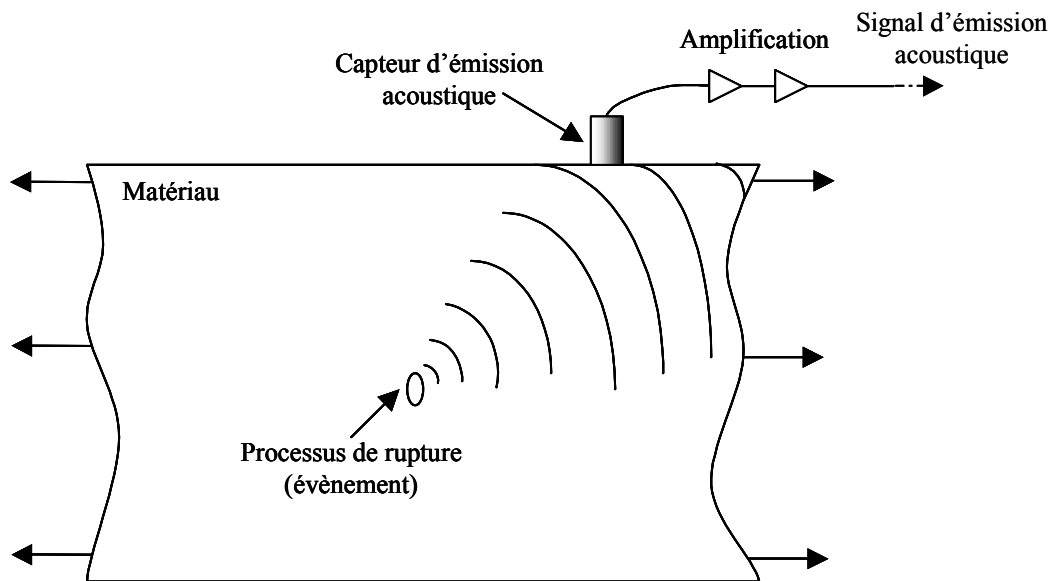 Signal d'émission
acoustique
Amplification
Capteur d'émission
acoustique
Matériau
Processus de rupture
(évènement)